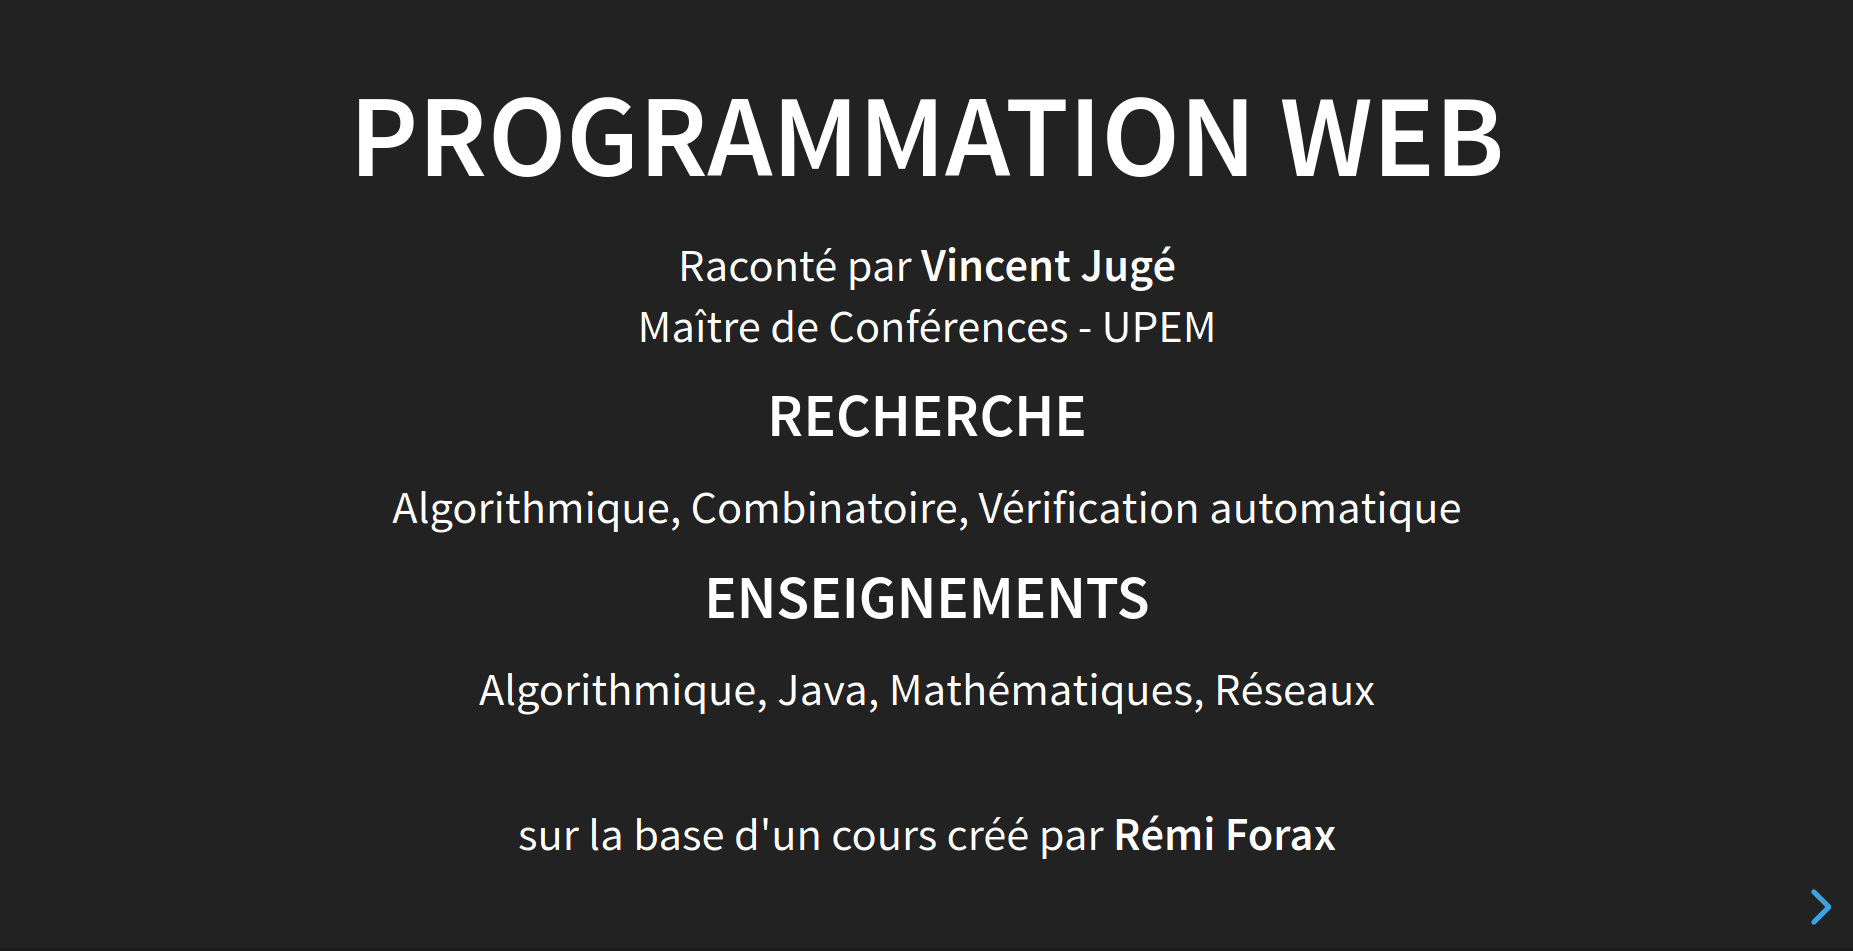 PROGRAMMATION WEB
Raconté par Vincent Jugé
Maître de Conférences - UPEM
RECHERCHE
Algorithmique, Combinatoire, Vérification automatique
ENSEIGNEMENTS
Algorithmique, Java, Mathématiques, Réseaux
sur la base d'un cours créé par Rémi Forax